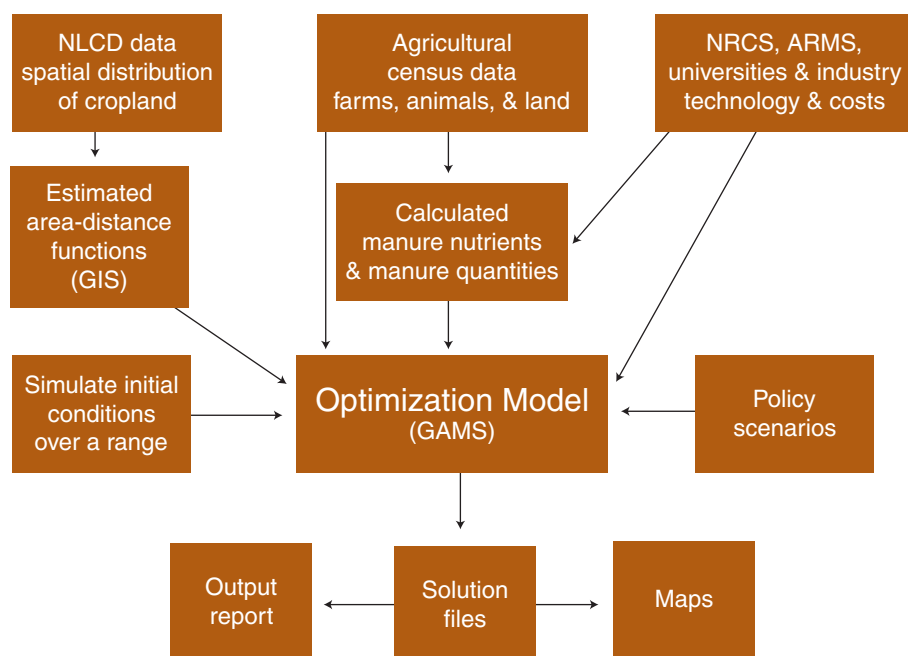 NLCD data
spatial distribution
of cropland
Agricultural
census data
farms, animals, & land
NRCS, ARMS,
universities & industry
technology & costs
Estimated
area-distance
functions
(GIS)
Calculated
manure nutrients
& manure quantities
Simulate initial
conditions
over a range
Optimization Model
(GAMS)
Policy
scenarios
Output
report
Solution
files
Maps